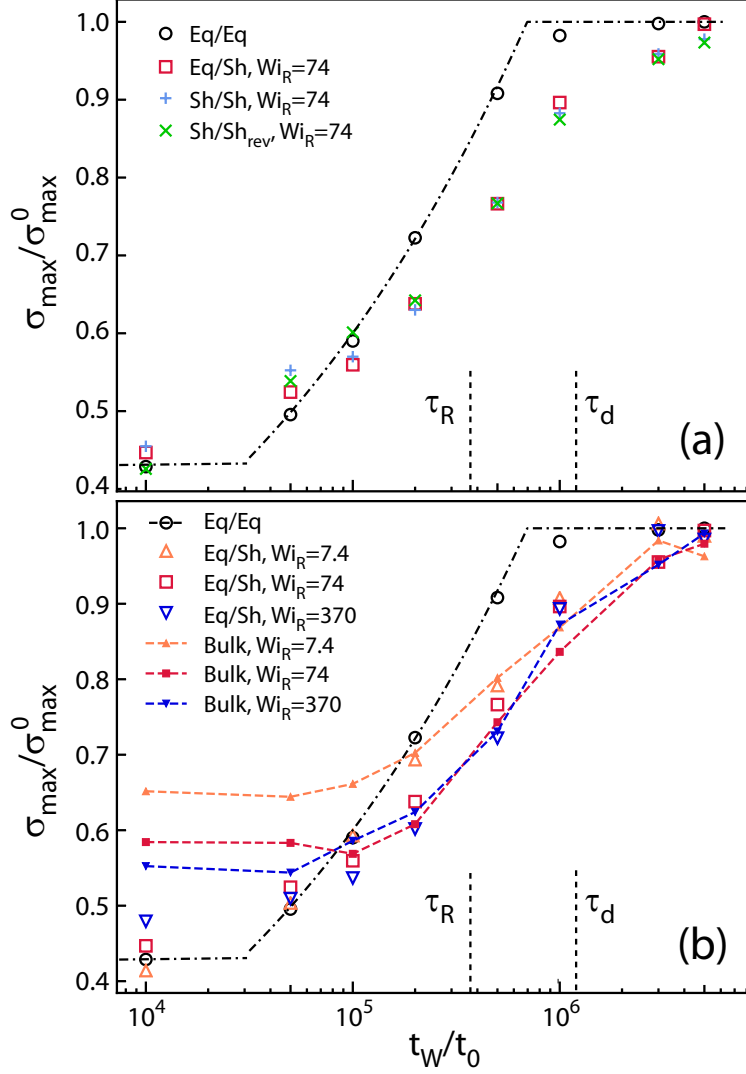 1.0
0.9
0.8
0.7
0.6
0.5
0.4
σmax/σ⁰max
Eq/Eq
Eq/Sh, WiR=74
Sh/Sh, WiR=74
Sh/Shrev, WiR=74
τR
τd
(a)
1.0
0.9
0.8
0.7
0.6
0.5
0.4
σmax/σ⁰max
Eq/Eq
Eq/Sh, WiR=7.4
Eq/Sh, WiR=74
Eq/Sh, WiR=370
Bulk, WiR=7.4
Bulk, WiR=74
Bulk, WiR=370
τR
τd
(b)
10⁴
10⁵
10⁶
tW/t0